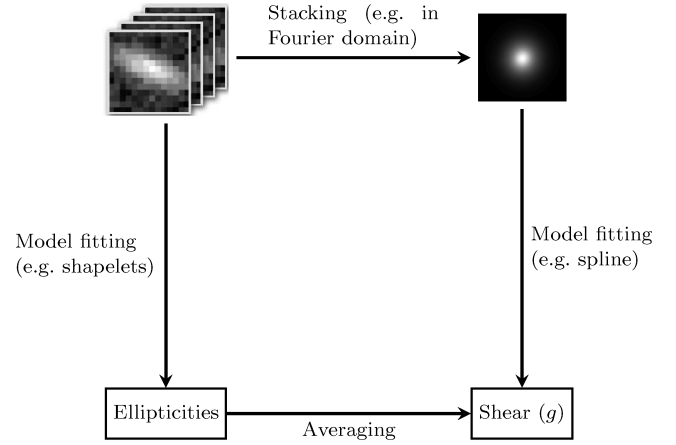 Stacking (e.g. in
Fourier domain)
Model fitting
(e.g. shapelets)
Model fitting
(e.g. spline)
Ellipticities
Averaging
Shear (g)